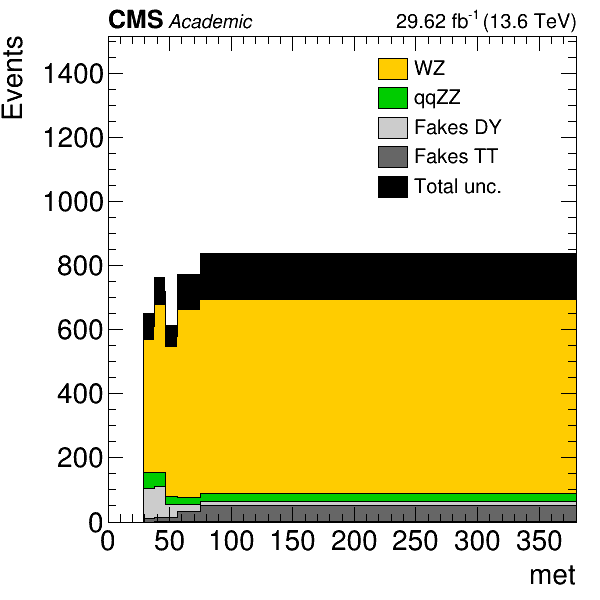 CMS Academic 29.62 fb⁻¹ (13.6 TeV)
Events
1400
1200
1000
800
600
400
200
0
WZ
qqZZ
Fakes DY
Fakes TT
Total unc.
0 50 100 150 200 250 300 350
met